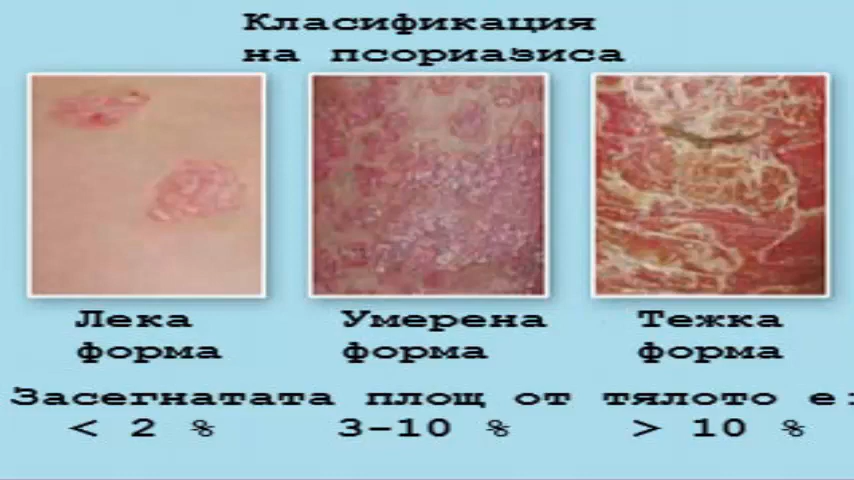 Класификация
на псориазиса
Лека форма
Умерена форма
Тежка форма
Засегнатата площ от тялото е
< 2 %
3-10 %
> 10 %